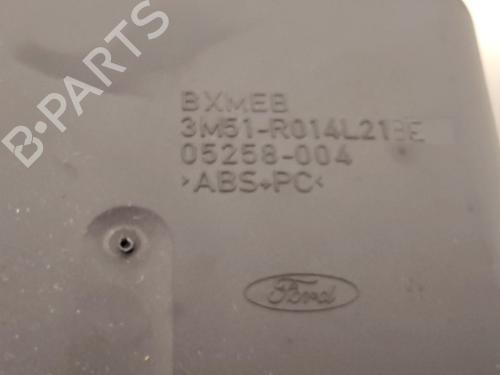 BXMEB
3M51-R014L21BE
05258-004
>ABS+PC<
Ford
B-PARTS